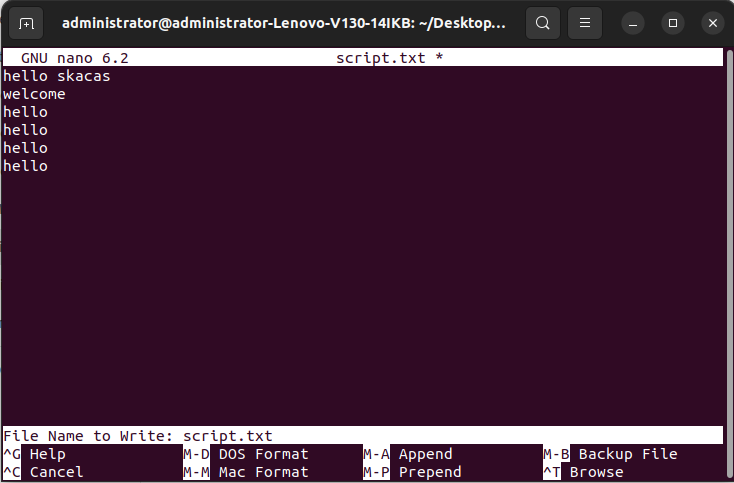 administrator@administrator-Lenovo-V130-14IKB: ~/Desktop...
GNU nano 6.2 script.txt *
hello skacas
welcome
hello
hello
hello
hello
File Name to Write: script.txt
^G Help M-D DOS Format M-A Append M-B Backup File
^C Cancel M-M Mac Format M-P Prepend ^T Browse